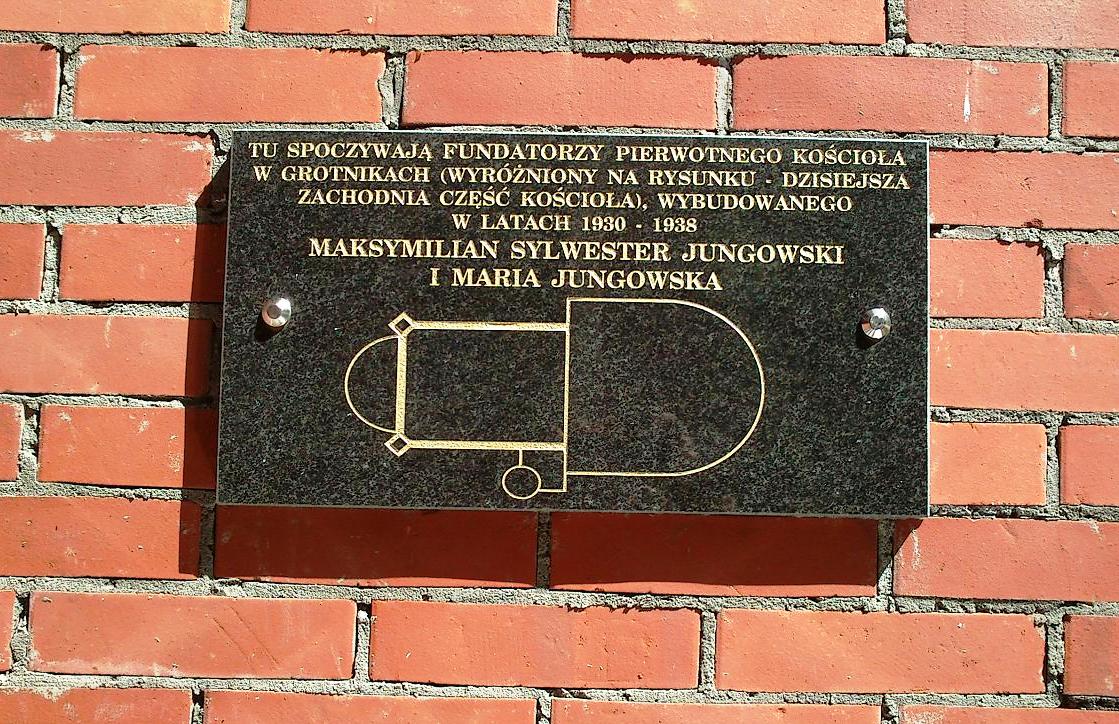 TU SPOCZYWAJĄ FUNDATORZY PIERWOTNEGO KOŚCIOŁA
W GROTNIKACH (WYRÓŻNIONY NA RYSUNKU - DZISIEJSZA
ZACHODNIA CZĘŚĆ KOŚCIOŁA), WYBUDOWANEGO
W LATACH 1930 - 1938
MAKSYMILIAN SYLWESTER JUNGOWSKI
I MARIA JUNGOWSKA